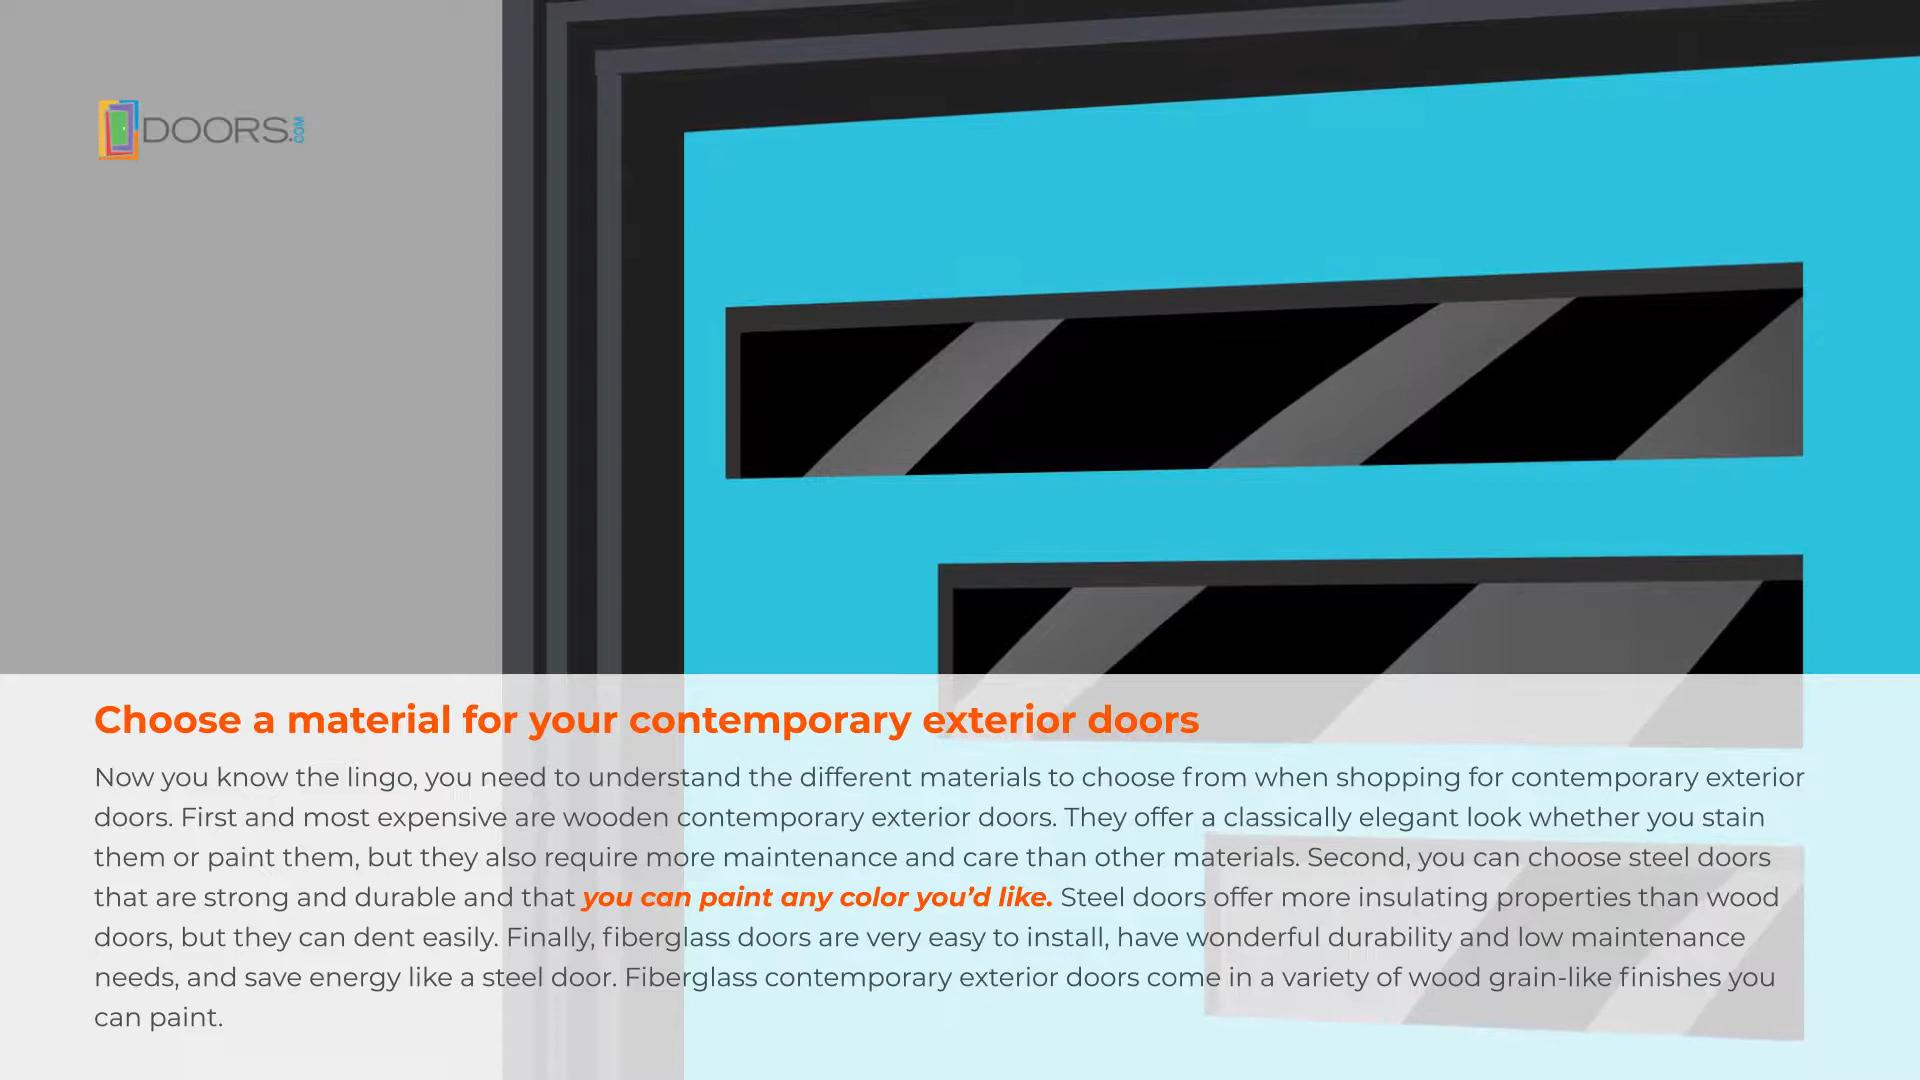 DOORS.COM
Choose a material for your contemporary exterior doors
Now you know the lingo, you need to understand the different materials to choose from when shopping for contemporary exterior
doors. First and most expensive are wooden contemporary exterior doors. They offer a classically elegant look whether you stain
them or paint them, but they also require more maintenance and care than other materials. Second, you can choose steel doors
that are strong and durable and that you can paint any color you’d like. Steel doors offer more insulating properties than wood
doors, but they can dent easily. Finally, fiberglass doors are very easy to install, have wonderful durability and low maintenance
needs, and save energy like a steel door. Fiberglass contemporary exterior doors come in a variety of wood grain-like finishes you
can paint.